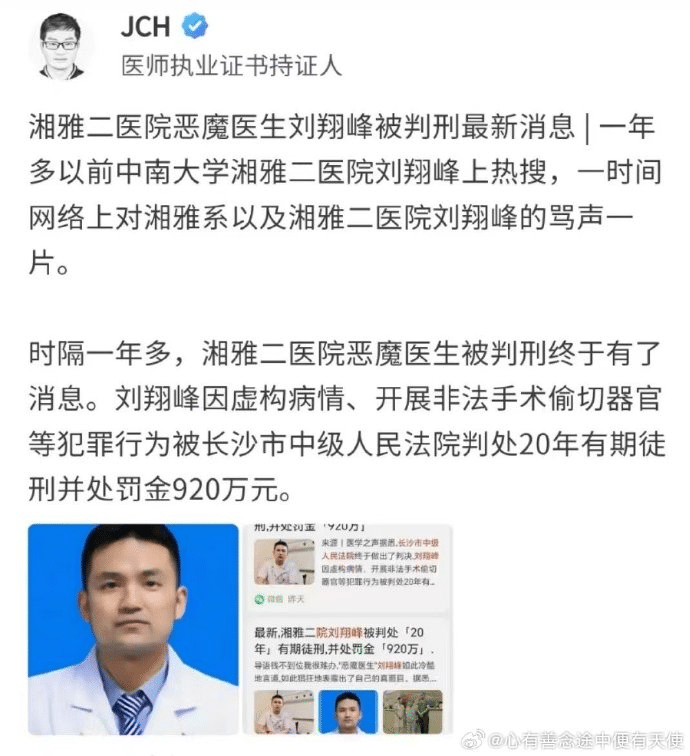 JCH
医师执业证书持证人
湘雅二医院恶魔医生刘翔峰被判刑最新消息 | 一年
多以前中南大学湘雅二医院刘翔峰上热搜，一时间
网络上对湘雅系以及湘雅二医院刘翔峰的骂声一
片。
时隔一年多，湘雅二医院恶魔医生被判刑终于有了
消息。刘翔峰因虚构病情、开展非法手术偷切器官
等犯罪行为被长沙市中级人民法院判处20年有期徒
刑并处罚金920万元。
刑,并处罚金「920万」
来源丨医学之声据悉,长沙市中级
人民法院终于做出了判决,刘翔峰
因虚构病情、开展非法手术偷切
器官等犯罪行为被判处20年有...
微信 昨天
最新,湘雅二院刘翔峰被判处「20
年」有期徒刑,并处罚金「920万」.
导语钱不到位我很难办,"恶魔医生"刘翔峰如此冷酷
地言道,如此猖狂地表露出了自己的真面目。据悉...
@心有善念途中便有天使